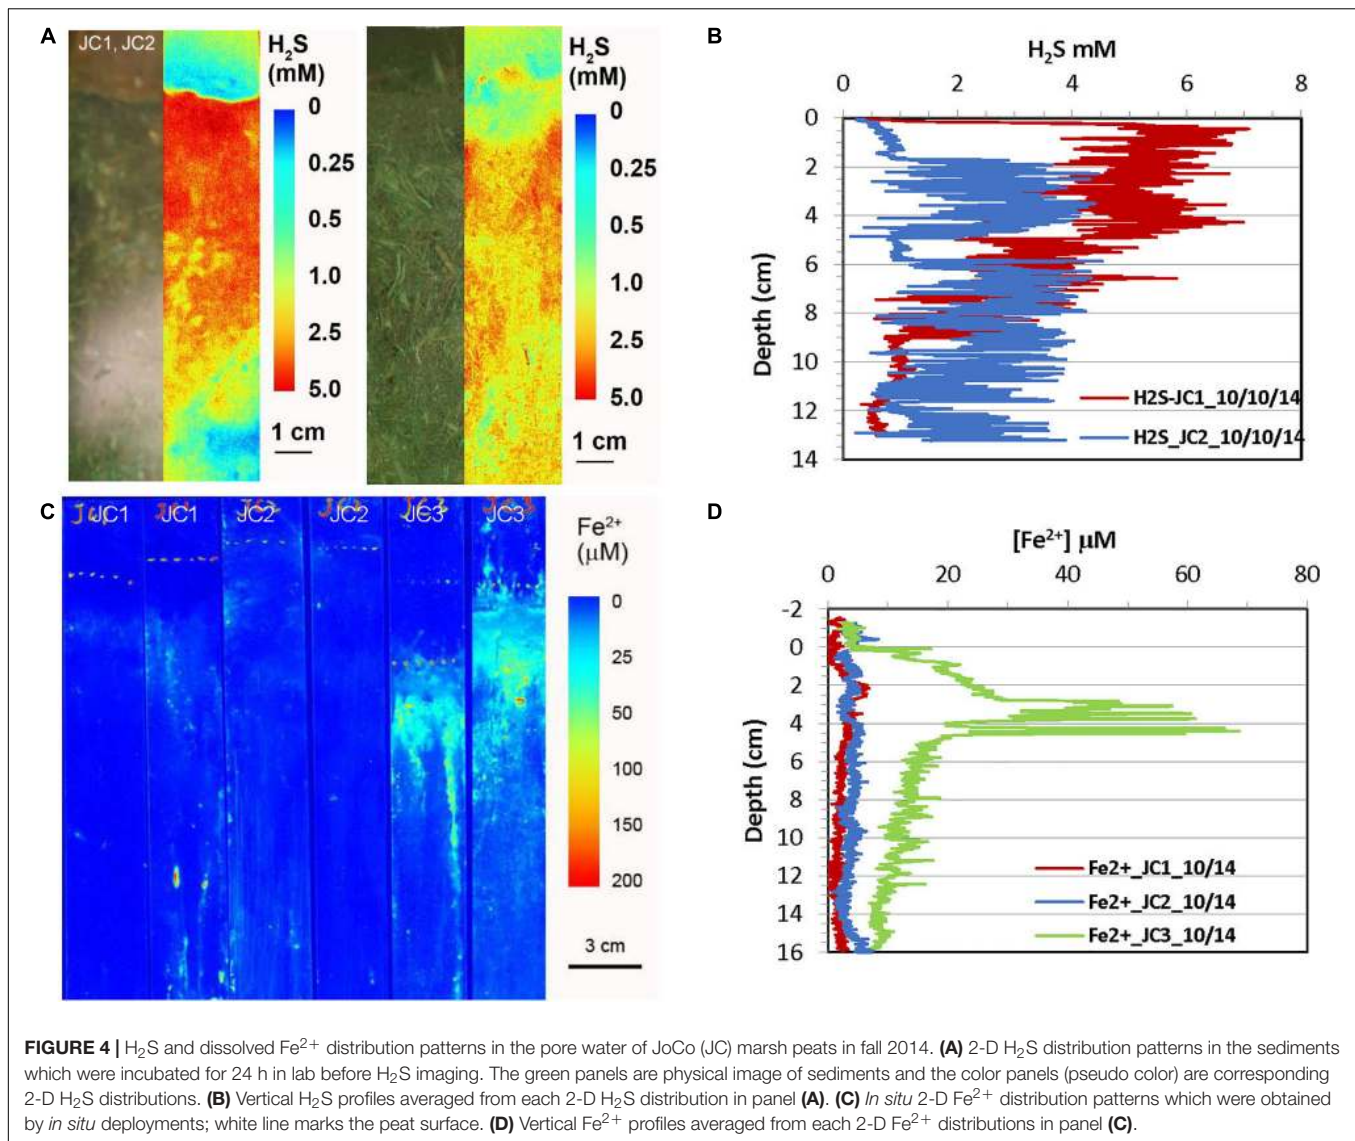 A
JC1, JC2
H₂S
(mM)
0
0.25
0.5
1.0
2.5
5.0
1 cm
H₂S
(mM)
0
0.25
0.5
1.0
2.5
5.0
1 cm
B
H₂S mM
0 2 4 6 8
0
2
4
6
8
10
12
14
Depth (cm)
H2S-JC1_10/10/14
H2S_JC2_10/10/14
C
JC1 JC1 JC2 JC2 JC3 JC3
Fe²⁺
(µM)
0
25
50
75
100
150
200
3 cm
D
[Fe²⁺] µM
0 20 40 60 80
-2
0
2
4
6
8
10
12
14
16
Depth (cm)
Fe2+_JC1_10/14
Fe2+_JC2_10/14
Fe2+_JC3_10/14
FIGURE 4 | H₂S and dissolved Fe²⁺ distribution patterns in the pore water of JoCo (JC) marsh peats in fall 2014. (A) 2-D H₂S distribution patterns in the sediments
which were incubated for 24 h in lab before H₂S imaging. The green panels are physical image of sediments and the color panels (pseudo color) are corresponding
2-D H₂S distributions. (B) Vertical H₂S profiles averaged from each 2-D H₂S distribution in panel (A). (C) In situ 2-D Fe²⁺ distribution patterns which were obtained
by in situ deployments; white line marks the peat surface. (D) Vertical Fe²⁺ profiles averaged from each 2-D Fe²⁺ distributions in panel (C).